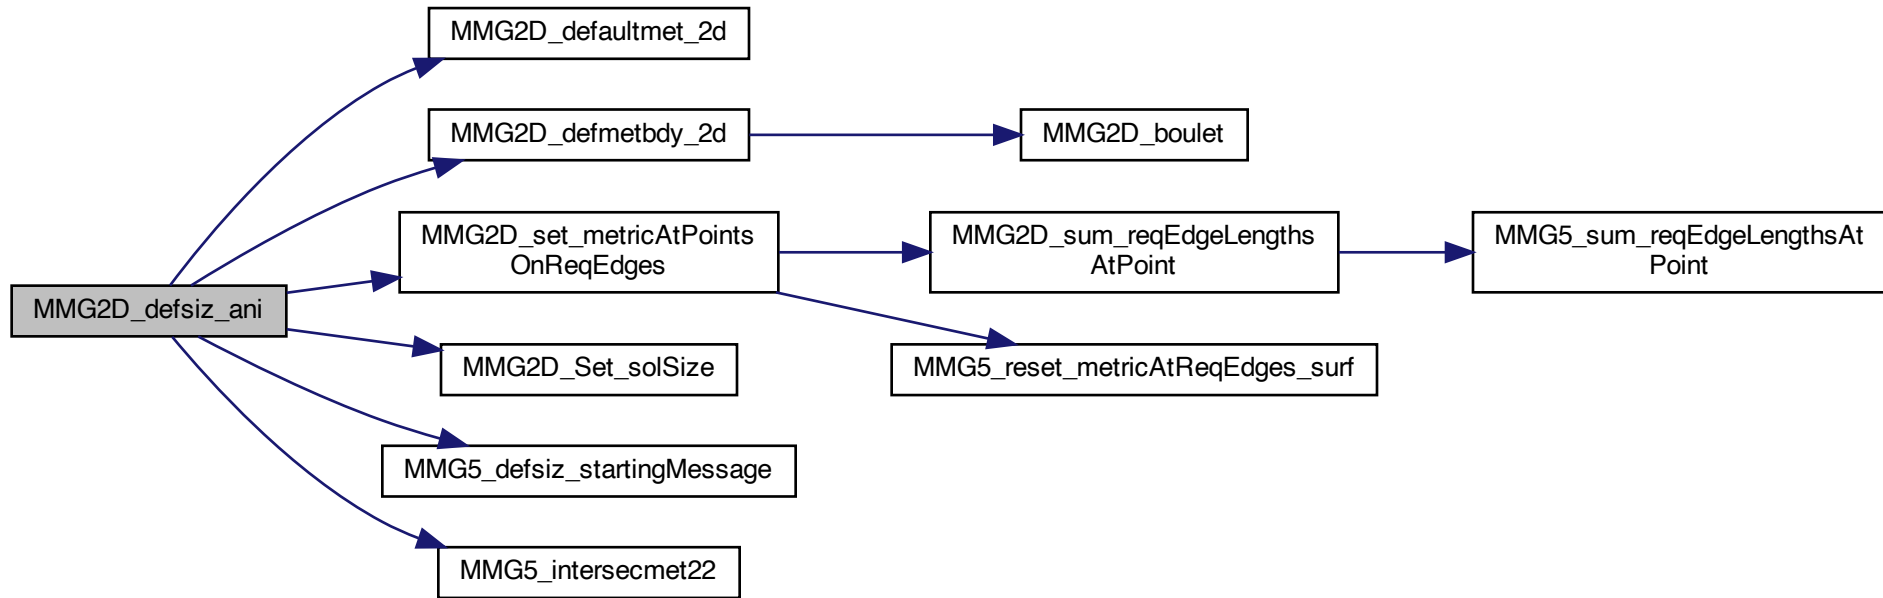 MMG2D_defaultmet_2d
MMG2D_defmetbdy_2d
MMG2D_boulet
MMG2D_set_metricAtPoints
OnReqEdges
MMG2D_sum_reqEdgeLengths
AtPoint
MMG5_sum_reqEdgeLengthsAt
Point
MMG2D_defsiz_ani
MMG2D_Set_solSize
MMG5_reset_metricAtReqEdges_surf
MMG5_defsiz_startingMessage
MMG5_intersecmet22